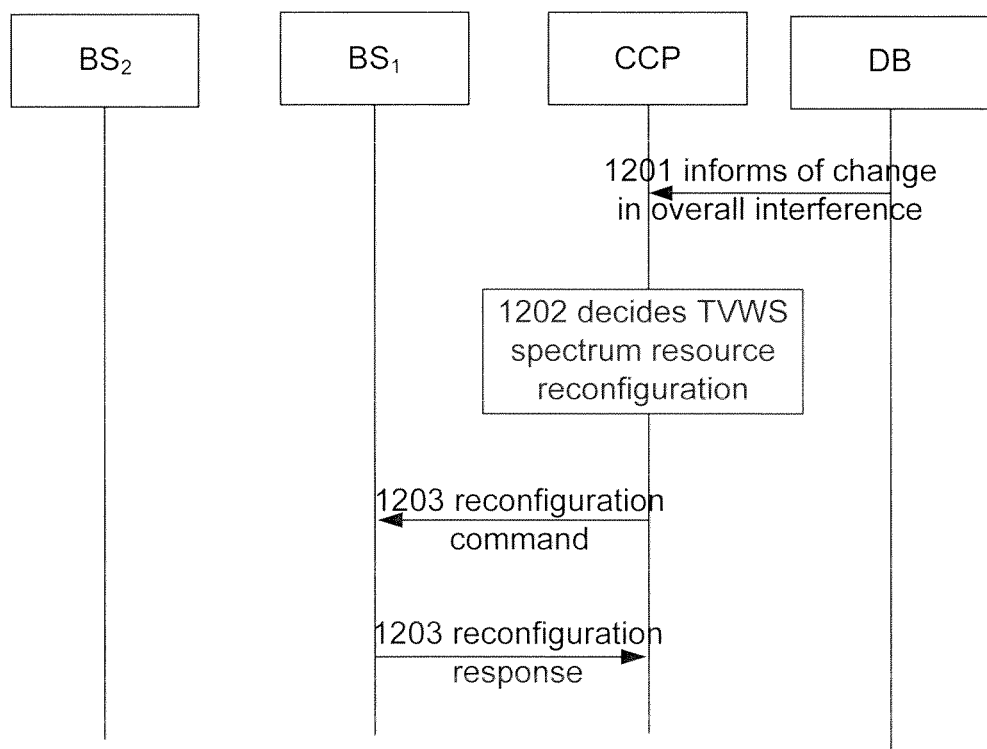 BS₂
BS₁
CCP
DB
1201 informs of change
in overall interference
1202 decides TVWS
spectrum resource
reconfiguration
1203 reconfiguration
command
1203 reconfiguration
response